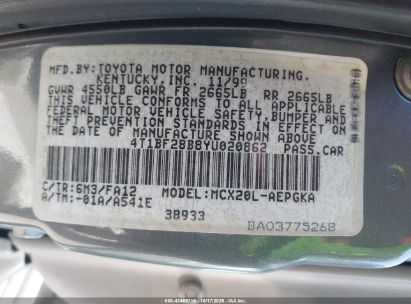 MFD.BY:TOYOTA MOTOR MANUFACTURING,
KENTUCKY,INC. 11/99
GVWR 4550LB GAWR FR 2665LB RR 2665LB
THIS VEHICLE CONFORMS TO ALL APPLICABLE
FEDERAL MOTOR VEHICLE SAFETY,BUMPER AND
THEFT PREVENTION STANDARDS IN EFFECT ON
THE DATE OF MANUFACTURE SHOWN ABOVE.
4T1BF28B8YU020862 PASS.CAR
C/TR:6M3/FA12 MODEL:MCX20L-AEPGKA
A/TM:-01A/A541E
38933
BA03775268